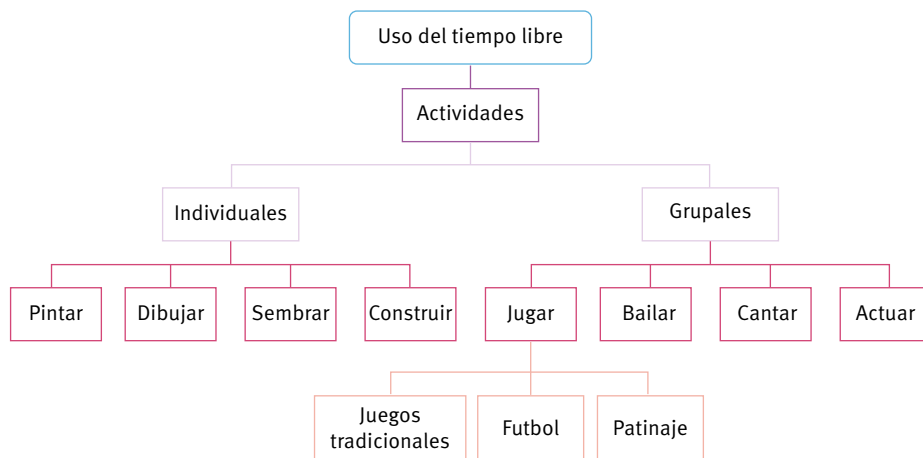 Uso del tiempo libre
Actividades
Individuales
Grupales
Pintar
Dibujar
Sembrar
Construir
Jugar
Bailar
Cantar
Actuar
Juegos
tradicionales
Futbol
Patinaje